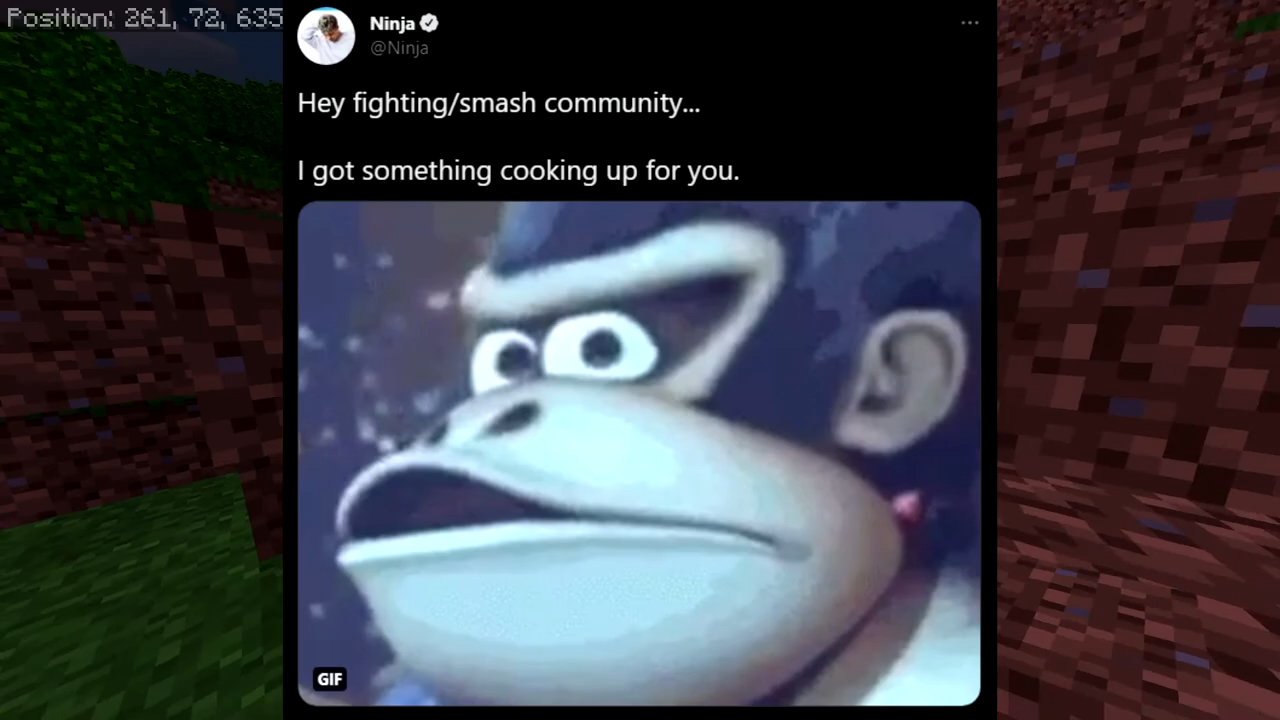 Position: 261, 72, 635
Ninja
@Ninja
Hey fighting/smash community...
I got something cooking up for you.
GIF